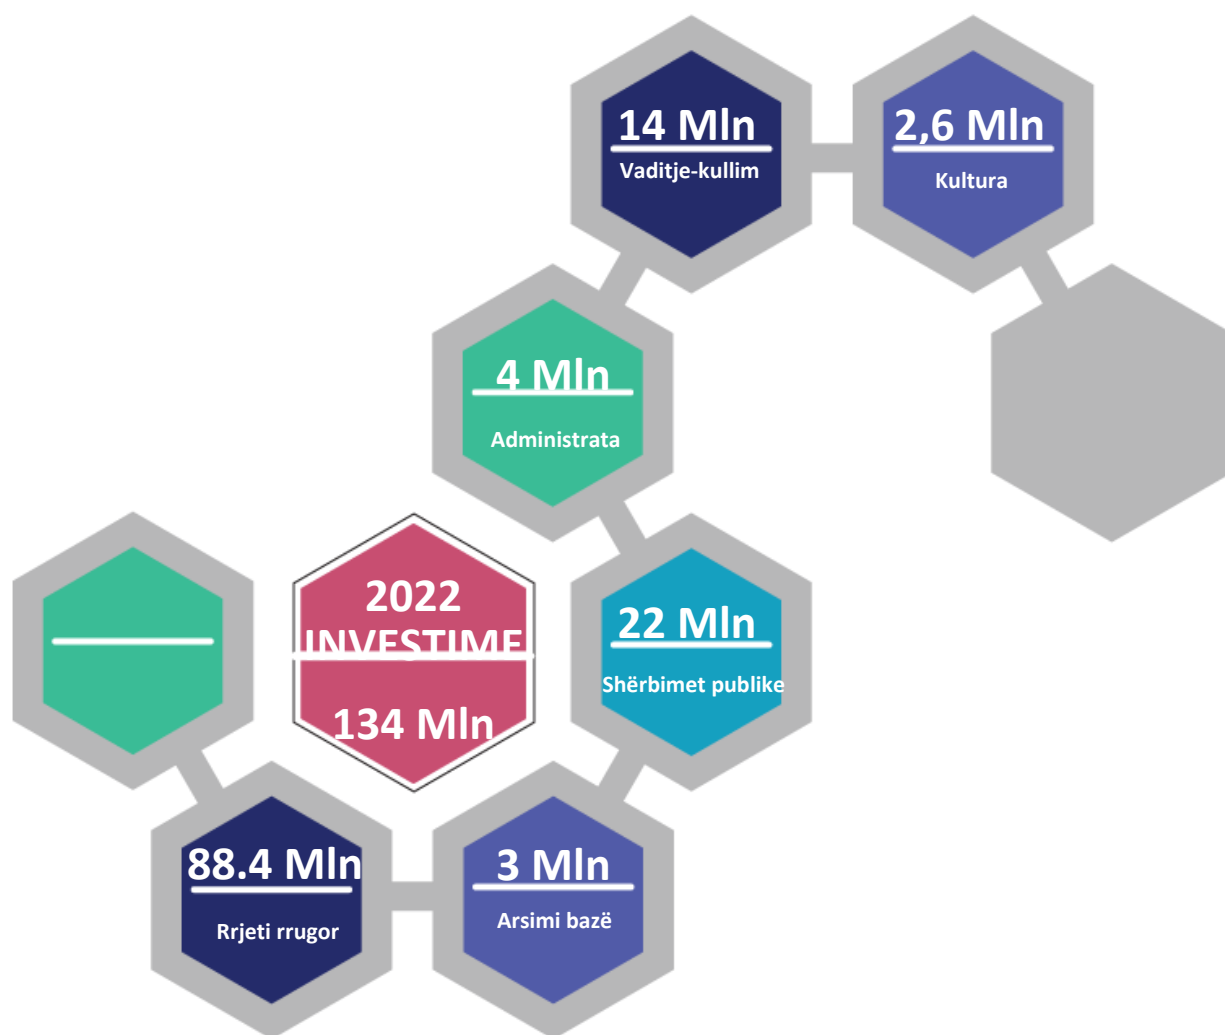 14 Mln
Vaditje-kullim
2,6 Mln
Kultura
4 Mln
Administrata
2022
INVESTIME
134 Mln
22 Mln
Shërbimet publike
88.4 Mln
Rrjeti rrugor
3 Mln
Arsimi bazë